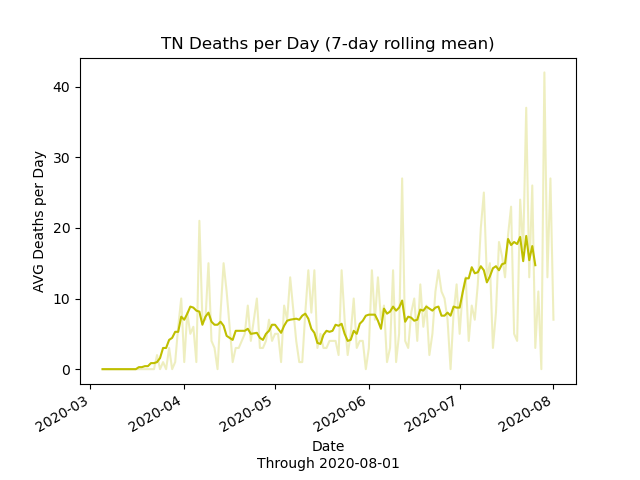 TN Deaths per Day (7-day rolling mean)
AVG Deaths per Day
40
30
20
10
0
2020-03
2020-04
2020-05
2020-06
2020-07
2020-08
Date
Through 2020-08-01